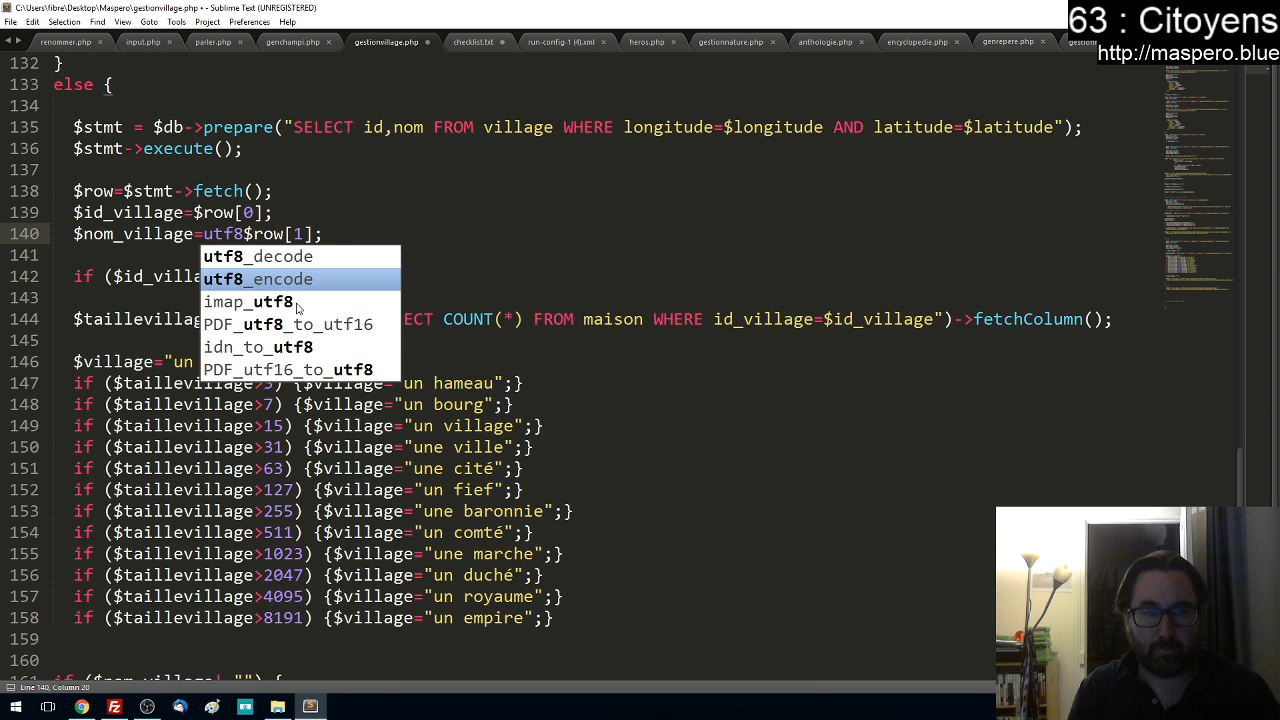 C:\Users\fibre\Desktop\Maspero\gestionvillage.php • - Sublime Text (UNREGISTERED)
63 : Citoyens
File Edit Selection Find View Goto Tools Project Preferences Help
http://maspero.blue
renommer.php input.php parler.php genchampi.php gestionvillage.php checklist.txt run-config-1 (4).xml heros.php gestionnature.php anthologie.php encyclopedie.php genrepere.php
132 }
133 else {
134
135 $stmt = $db->prepare("SELECT id,nom FROM village WHERE longitude=$longitude AND latitude=$latitude");
136 $stmt->execute();
137
138 $row=$stmt->fetch();
139 $id_village=$row[0];
140 $nom_village=utf8$row[1];
utf8_decode
141
utf8_encode
142 if ($id_villa
imap_utf8
143
PDF_utf8_to_utf16
144 $taillevillag ECT COUNT(*) FROM maison WHERE id_village=$id_village")->fetchColumn();
idn_to_utf8
145
146 $village="un
PDF_utf16_to_utf8
147 if ($taillevillage>3) {$village="un hameau";}
148 if ($taillevillage>7) {$village="un bourg";}
149 if ($taillevillage>15) {$village="un village";}
150 if ($taillevillage>31) {$village="une ville";}
151 if ($taillevillage>63) {$village="une cité";}
152 if ($taillevillage>127) {$village="un fief";}
153 if ($taillevillage>255) {$village="une baronnie";}
154 if ($taillevillage>511) {$village="un comté";}
155 if ($taillevillage>1023) {$village="une marche";}
156 if ($taillevillage>2047) {$village="un duché";}
157 if ($taillevillage>4095) {$village="un royaume";}
158 if ($taillevillage>8191) {$village="un empire";}
159
160
Line 140, Column 20